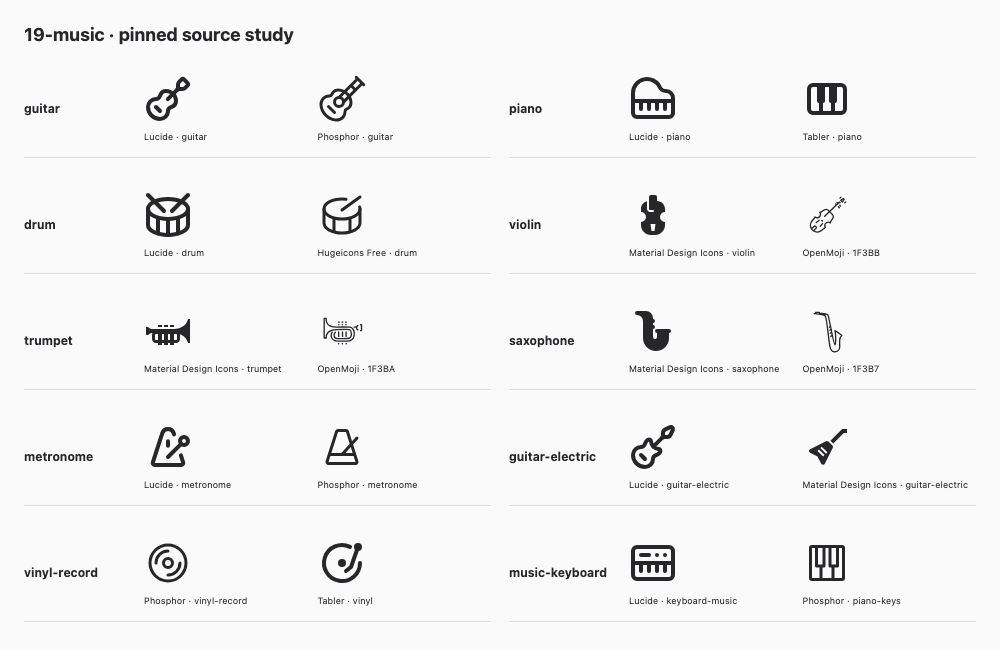 19-music · pinned source study
guitar
Lucide · guitar
Phosphor · guitar
piano
Lucide · piano
Tabler · piano
drum
Lucide · drum
Hugeicons Free · drum
violin
Material Design Icons · violin
OpenMoji · 1F3BB
trumpet
Material Design Icons · trumpet
OpenMoji · 1F3BA
saxophone
Material Design Icons · saxophone
OpenMoji · 1F3B7
metronome
Lucide · metronome
Phosphor · metronome
guitar-electric
Lucide · guitar-electric
Material Design Icons · guitar-electric
vinyl-record
Phosphor · vinyl-record
Tabler · vinyl
music-keyboard
Lucide · keyboard-music
Phosphor · piano-keys